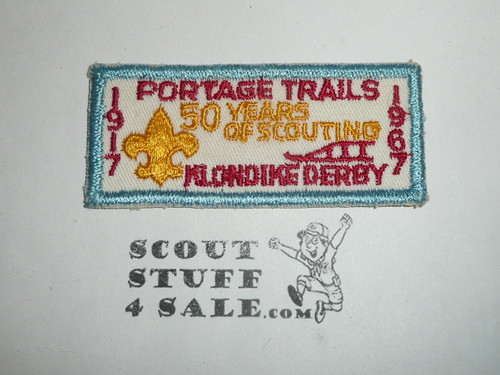 PORTAGE TRAILS
1917
50 YEARS
OF SCOUTING
1967
KLONDIKE DERBY
SCOUT
STUFF
4 SALE.COM